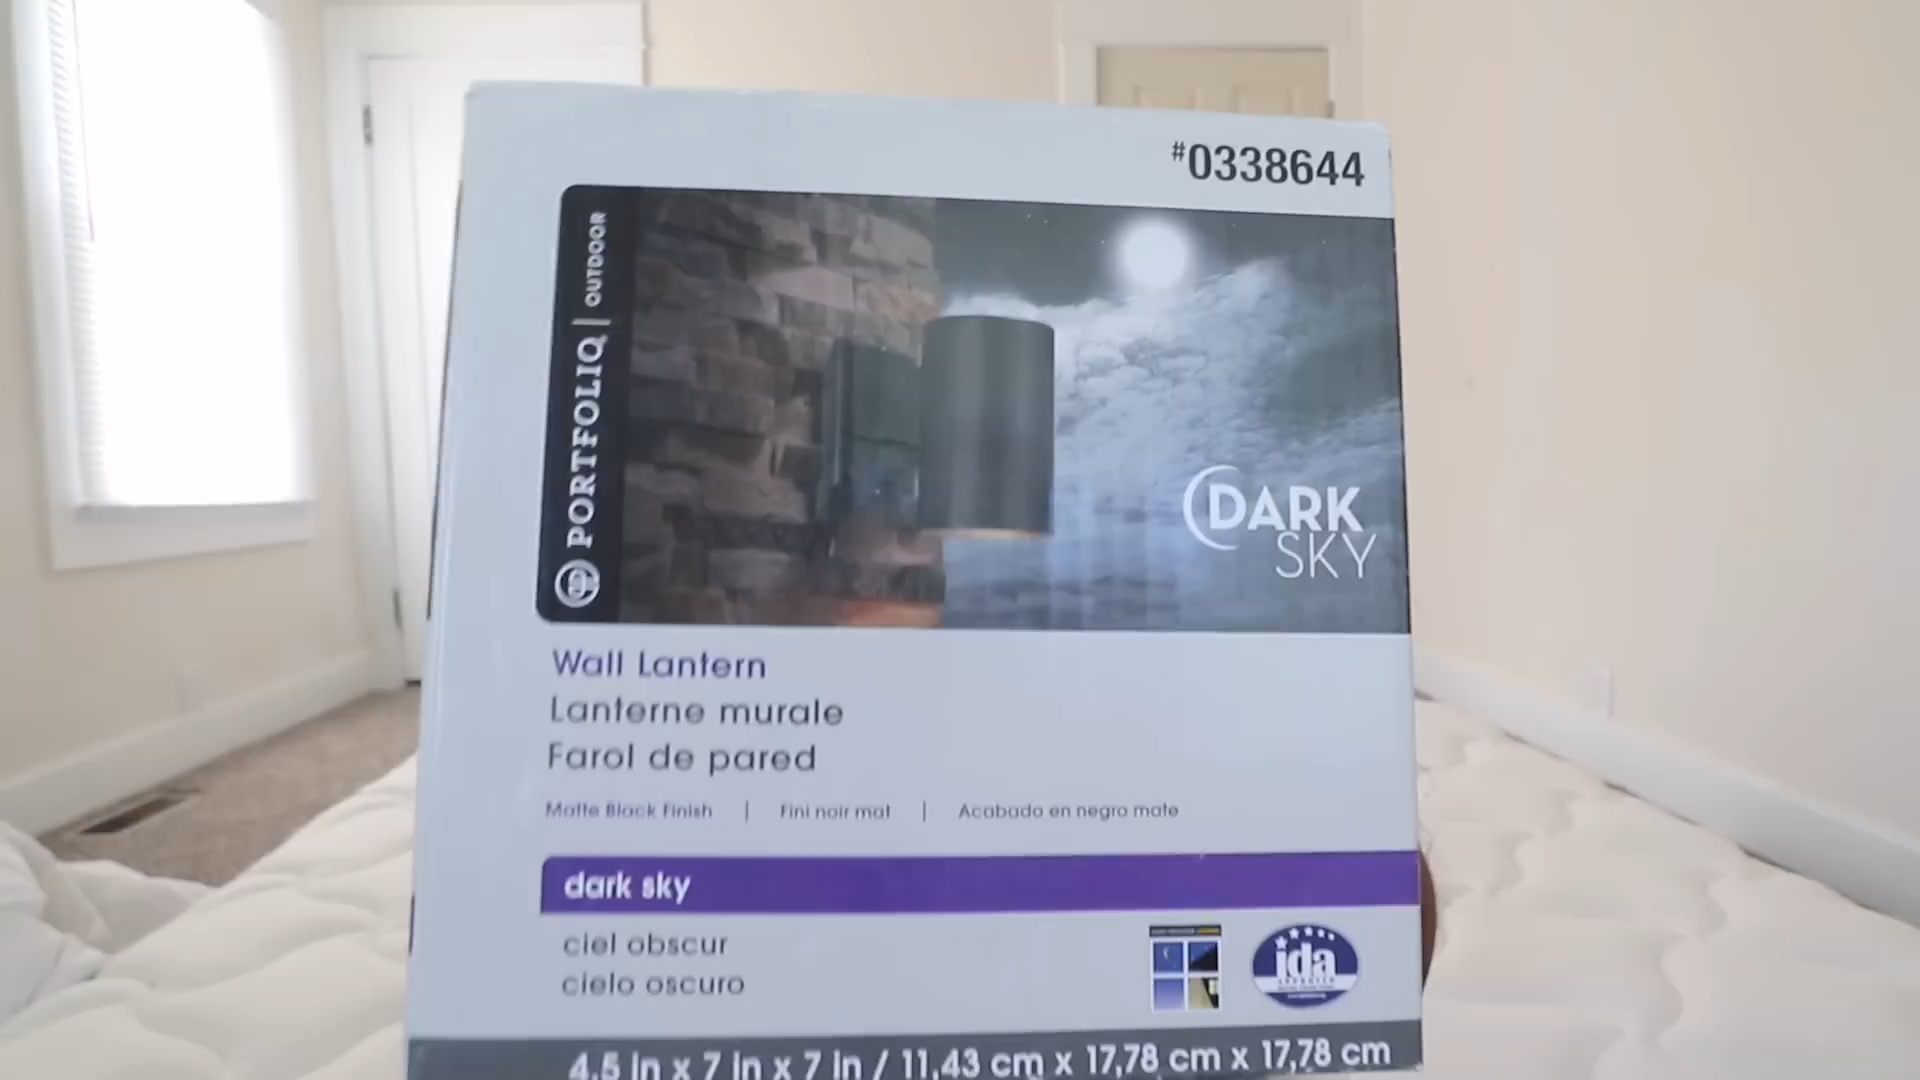 #0338644
PORTFOLIO | OUTDOOR
DARK
SKY
Wall Lantern
Lanterne murale
Farol de pared
Matte Black Finish | Fini noir mat | Acabado en negro mate
dark sky
ciel obscur
cielo oscuro
ida
4.5 in x 7 in x 7 in / 11,43 cm x 17,78 cm x 17,78 cm